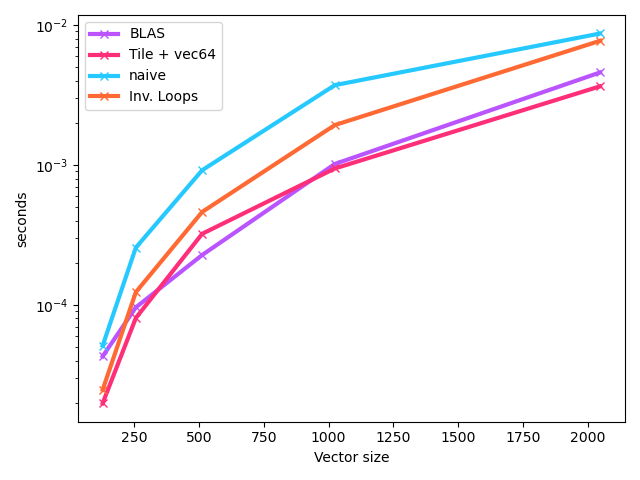 BLAS
Tile + vec64
naive
Inv. Loops
10⁻²
10⁻³
10⁻⁴
seconds
250 500 750 1000 1250 1500 1750 2000
Vector size